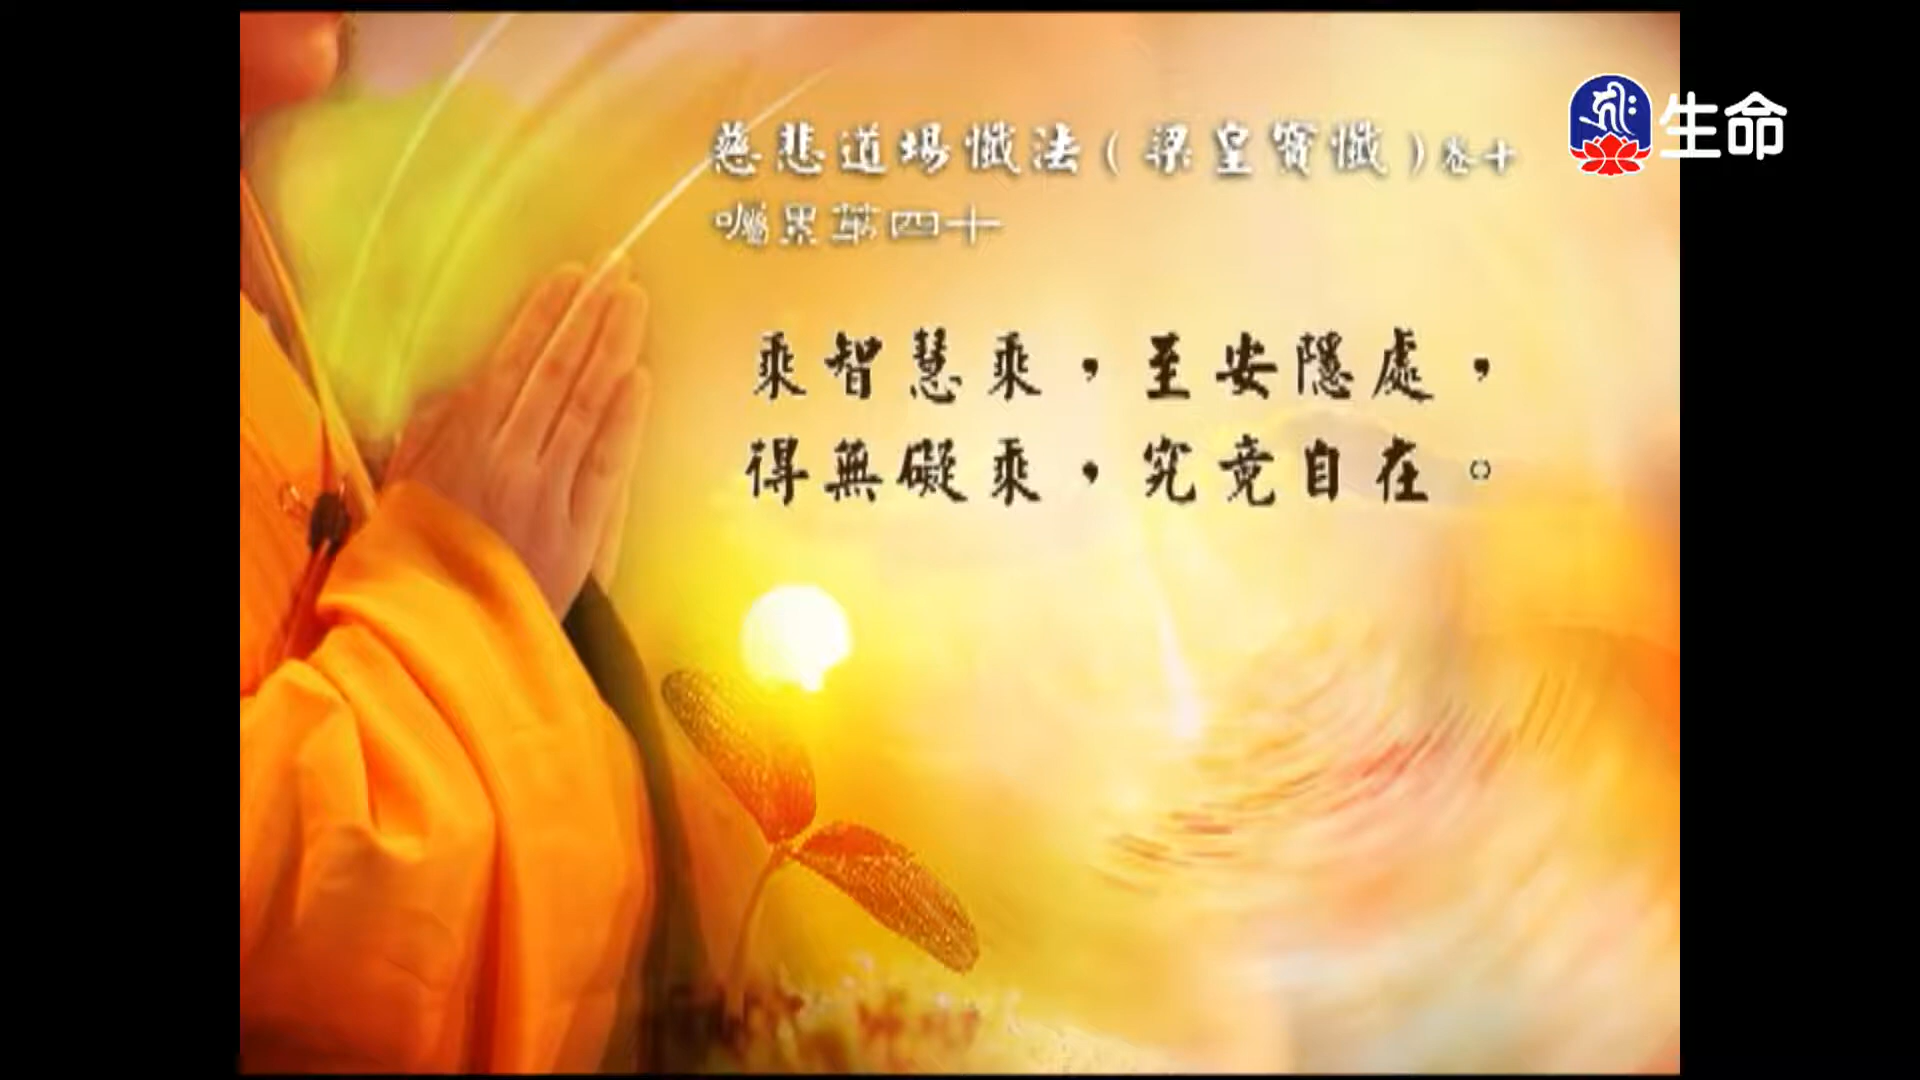 慈悲道場懺法(梁皇寶懺)卷十
囑累第四十
乘智慧乘,至安隱處,
得無礙乘,究竟自在。
生命